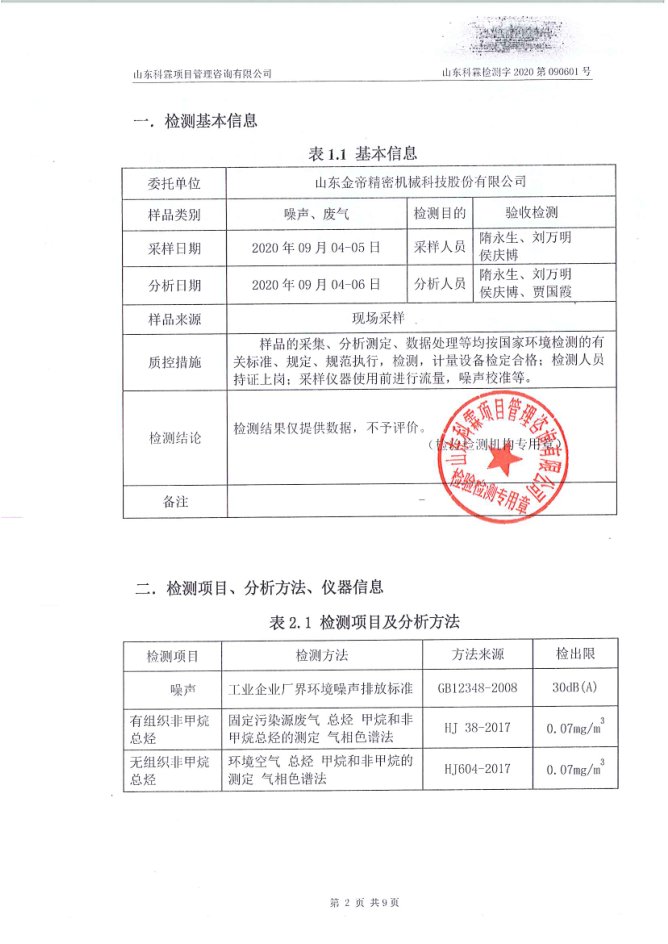 山东科霖项目管理咨询有限公司 山东科霖检测字 2020 第 090601 号
一．检测基本信息
表 1.1 基本信息
委托单位 山东金帝精密机械科技股份有限公司
样品类别 噪声、废气 检测目的 验收检测
采样日期 2020 年 09 月 04-05 日 采样人员 隋永生、刘万明
侯庆博
分析日期 2020 年 09 月 04-06 日 分析人员 隋永生、刘万明
侯庆博、贾国霞
样品来源 现场采样
质控措施 样品的采集、分析测定、数据处理等均按国家环境检测的有
关标准、规定、规范执行，检测，计量设备检定合格；检测人员
持证上岗；采样仪器使用前进行流量，噪声校准等。
检测结论 检测结果仅提供数据，不予评价。
（检验检测机构专用章）
山东科霖项目管理咨询有限公司
检验检测专用章
备注 －
二．检测项目、分析方法、仪器信息
表 2.1 检测项目及分析方法
检测项目 检测方法 方法来源 检出限
噪声 工业企业厂界环境噪声排放标准 GB12348-2008 30dB(A)
有组织非甲烷
总烃 固定污染源废气 总烃 甲烷和非
甲烷总烃的测定 气相色谱法 HJ 38-2017 0.07mg/m³
无组织非甲烷
总烃 环境空气 总烃 甲烷和非甲烷的
测定 气相色谱法 HJ604-2017 0.07mg/m³
第 2 页 共9页